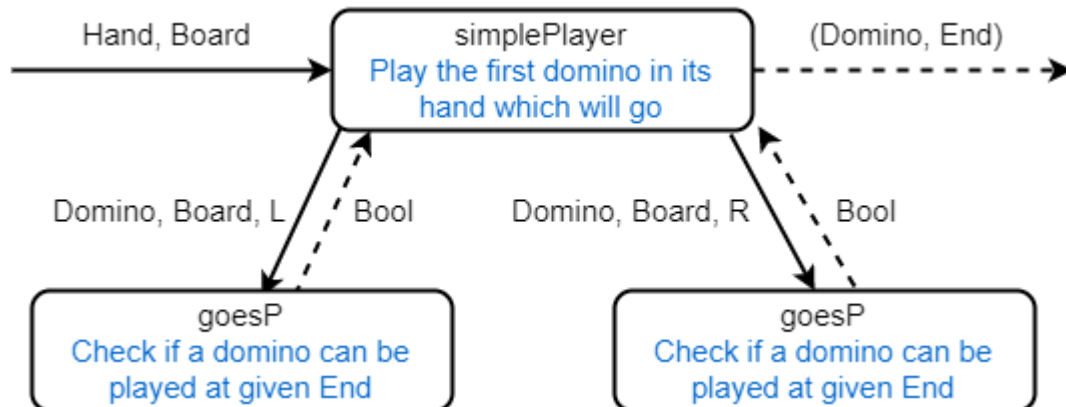 Hand, Board
simplePlayer
Play the first domino in its
hand which will go
(Domino, End)
Domino, Board, L
Bool
Domino, Board, R
Bool
goesP
Check if a domino can be
played at given End
goesP
Check if a domino can be
played at given End